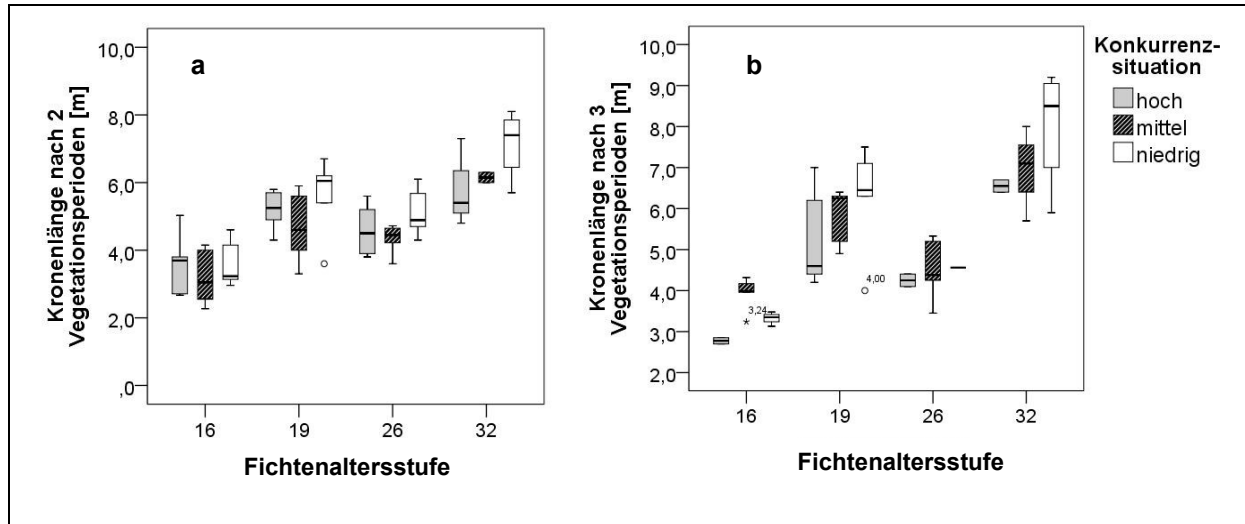 a
Kronenlänge nach 2
Vegetationsperioden [m]
10,0
8,0
6,0
4,0
2,0
,0
16
19
26
32
Fichtenaltersstufe
b
Kronenlänge nach 3
Vegetationsperioden [m]
10,0
9,0
8,0
7,0
6,0
5,0
4,0
3,0
2,0
3,24
4,00
16
19
26
32
Fichtenaltersstufe
Konkurrenz-
situation
hoch
mittel
niedrig